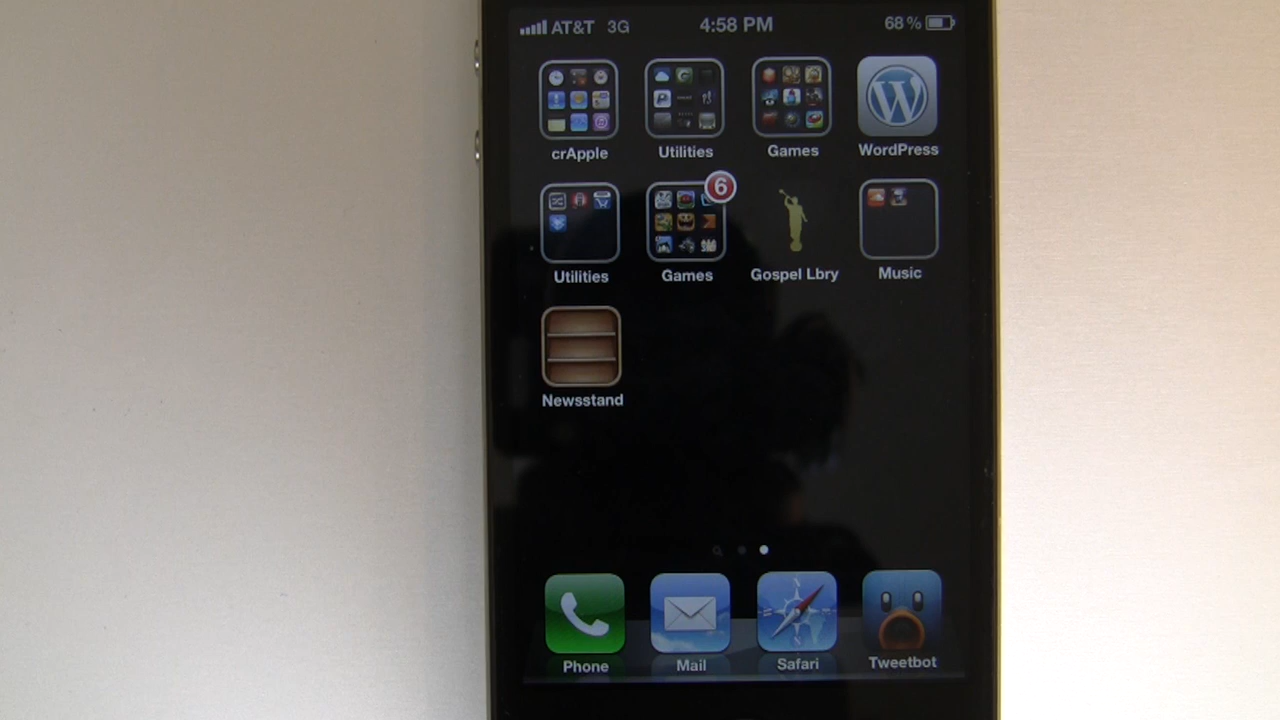 AT&T 3G 4:58 PM 68%
crApple Utilities Games WordPress
6
Utilities Games Gospel Lbry Music
Newsstand
Phone Mail Safari Tweetbot